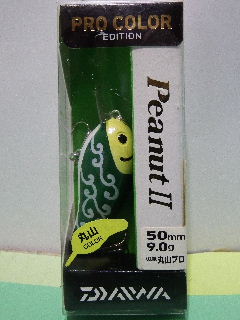 PRO COLOR
EDITION
Peanut II
50mm
9.0g
丸山プロ
丸山
COLOR
DAIWA